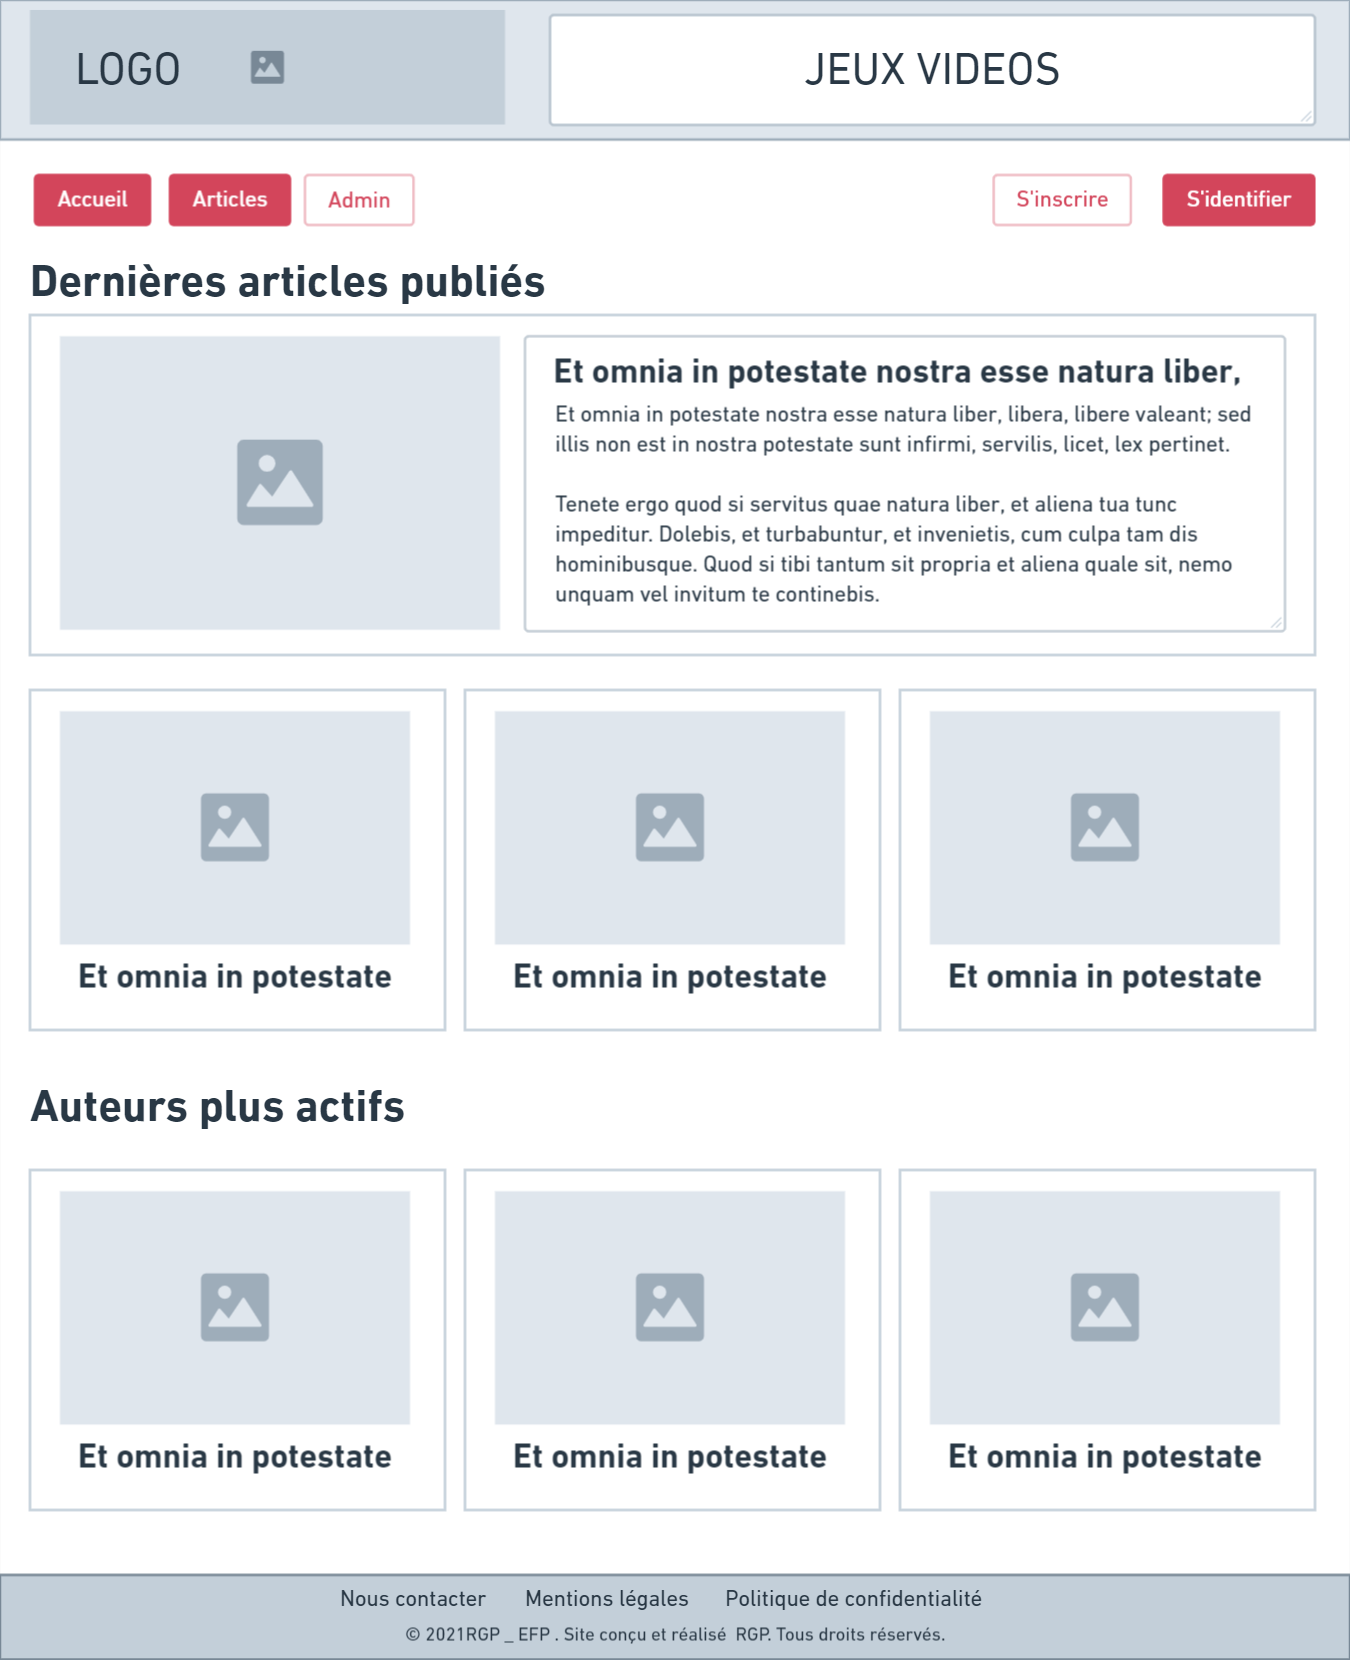 LOGO
JEUX VIDEOS
Accueil
Articles
Admin
S'inscrire
S'identifier
Dernières articles publiés
Et omnia in potestate nostra esse natura liber,
Et omnia in potestate nostra esse natura liber, libera, libere valeant; sed
illis non est in nostra potestate sunt infirmi, servilis, licet, lex pertinet.
Tenete ergo quod si servitus quae natura liber, et aliena tua tunc
impeditur. Dolebis, et turbabuntur, et invenietis, cum culpa tam dis
hominibusque. Quod si tibi tantum sit propria et aliena quale sit, nemo
unquam vel invitum te continebis.
Et omnia in potestate
Et omnia in potestate
Et omnia in potestate
Auteurs plus actifs
Et omnia in potestate
Et omnia in potestate
Et omnia in potestate
Nous contacter
Mentions légales
Politique de confidentialité
© 2021RGP _ EFP . Site conçu et réalisé  RGP. Tous droits réservés.